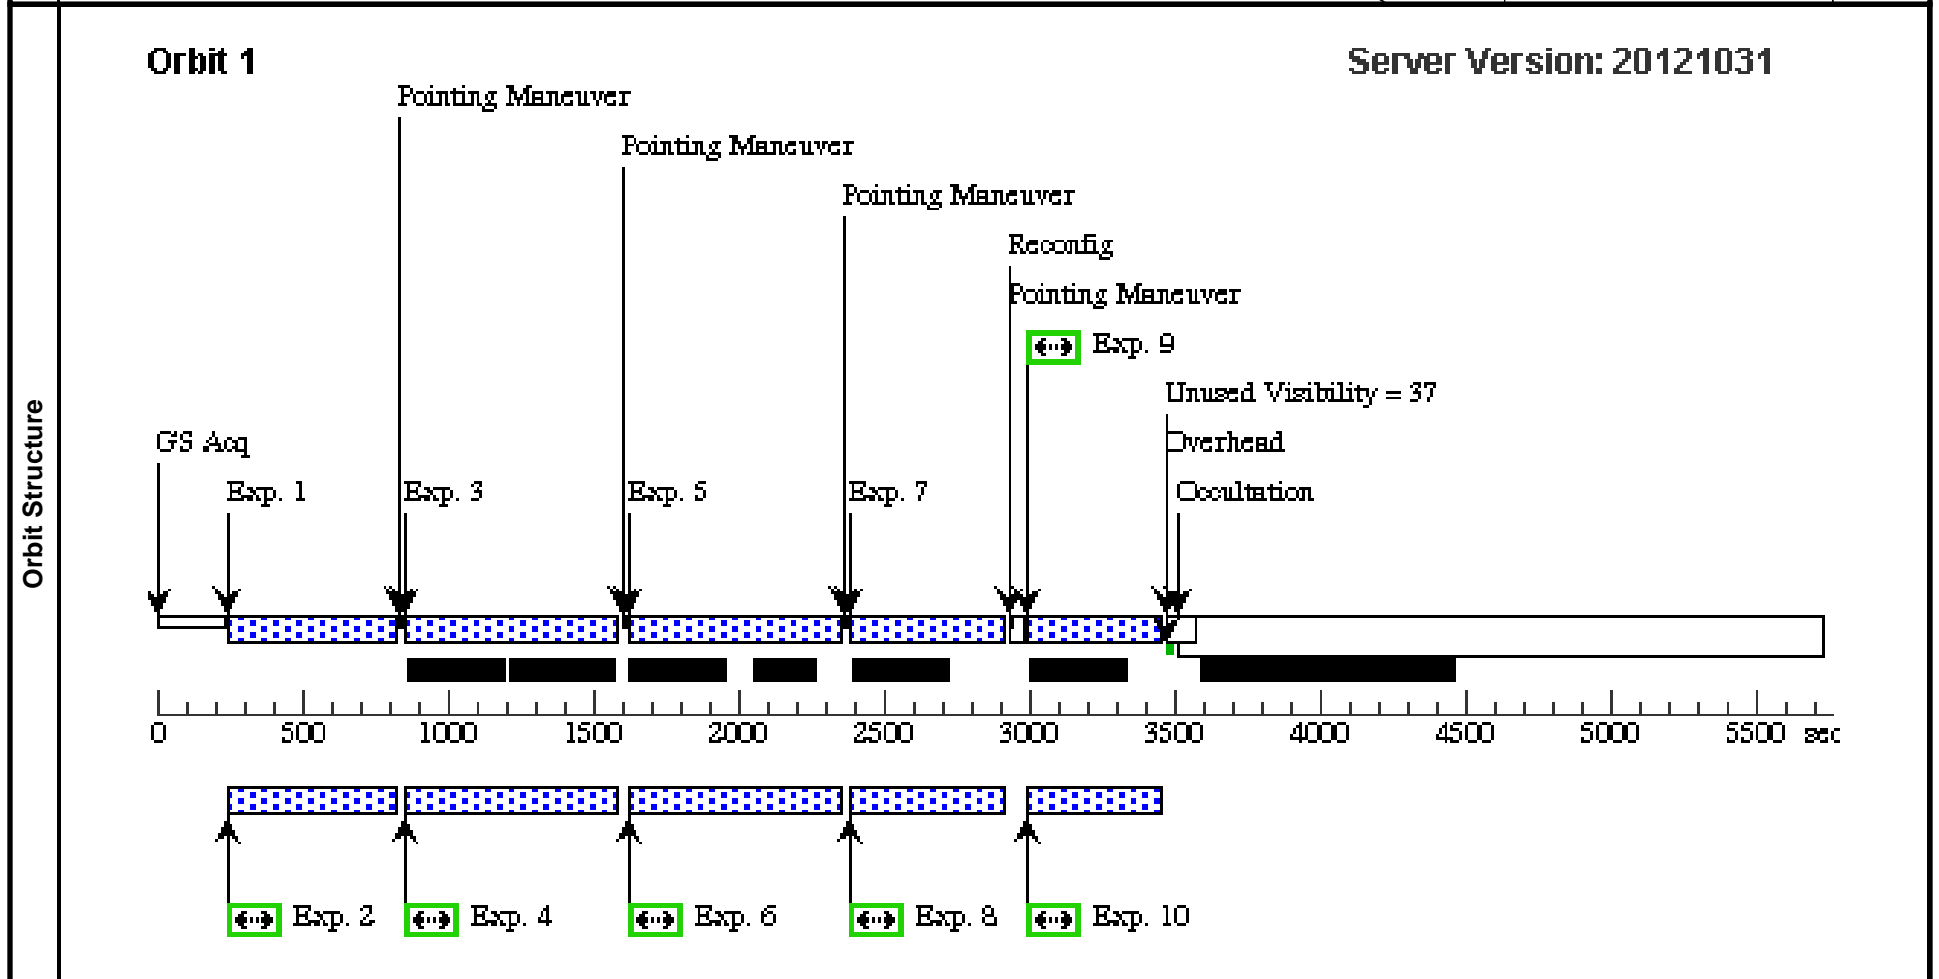 Orbit 1
Server Version: 20121031
Pointing Maneuver
Pointing Maneuver
Pointing Maneuver
Reconfig
Pointing Maneuver
Exp. 9
Unused Visibility = 37
GS Acq
Overhead
Exp. 1
Exp. 3
Exp. 5
Exp. 7
Occultation
Orbit Structure
0 500 1000 1500 2000 2500 3000 3500 4000 4500 5000 5500 sec
Exp. 2
Exp. 4
Exp. 6
Exp. 8
Exp. 10